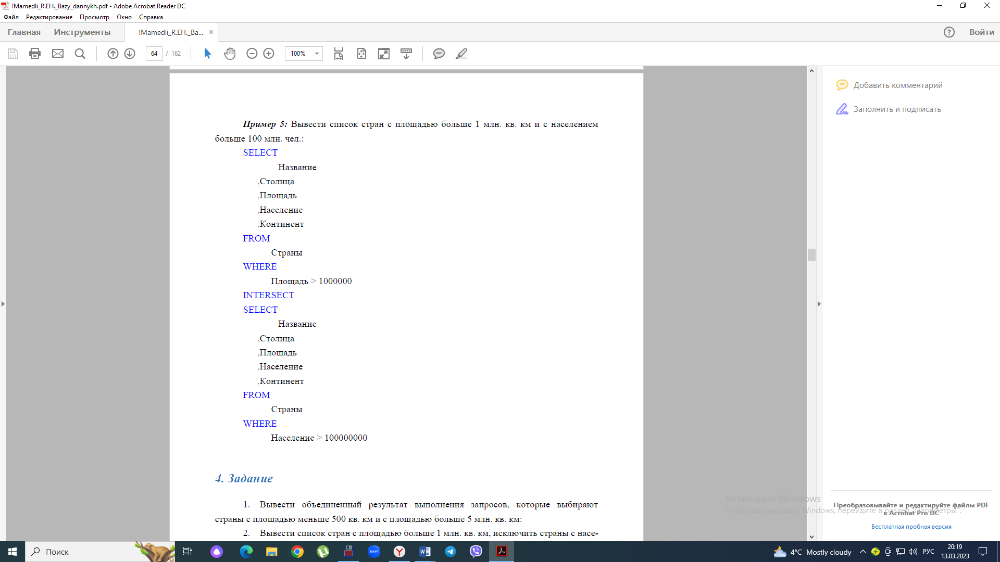 !Mamedli_R.EH._Bazy_dannykh.pdf - Adobe Acrobat Reader DC
Файл Редактирование Просмотр Окно Справка
Главная Инструменты !Mamedli_R.EH._Ba... × ? Войти
64 / 162 100%
Пример 5: Вывести список стран с площадью больше 1 млн. кв. км и с населением
больше 100 млн. чел.:
SELECT
Название
,Столица
,Площадь
,Население
,Континент
FROM
Страны
WHERE
Площадь > 1000000
INTERSECT
SELECT
Название
,Столица
,Площадь
,Население
,Континент
FROM
Страны
WHERE
Население > 100000000
4. Задание
1. Вывести объединенный результат выполнения запросов, которые выбирают
страны с площадью меньше 500 кв. км и с площадью больше 5 млн. кв. км:
2. Вывести список стран с площадью больше 1 млн. кв. км, исключить страны с насе-
Добавить комментарий
Заполнить и подписать
Активация Windows
Чтобы активировать Windows, перейдите в раздел "Параметры".
Преобразовывайте и редактируйте файлы PDF
в Acrobat Pro DC
Бесплатная пробная версия
Поиск
zoom
4°C Mostly cloudy
РУС
20:19
13.03.2023